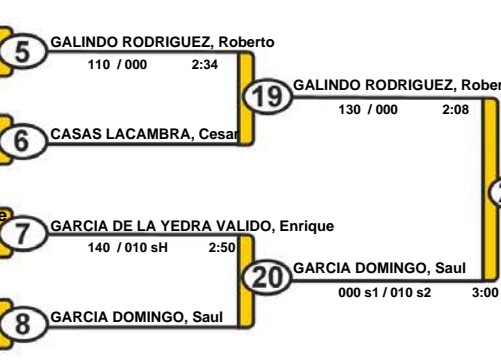 5
GALINDO RODRIGUEZ, Roberto
110 / 000 2:34
19
GALINDO RODRIGUEZ, Rober
130 / 000 2:08
6
CASAS LACAMBRA, Cesar
e
7
GARCIA DE LA YEDRA VALIDO, Enrique
140 / 010 sH 2:50
20
GARCIA DOMINGO, Saul
000 s1 / 010 s2 3:00
8
GARCIA DOMINGO, Saul